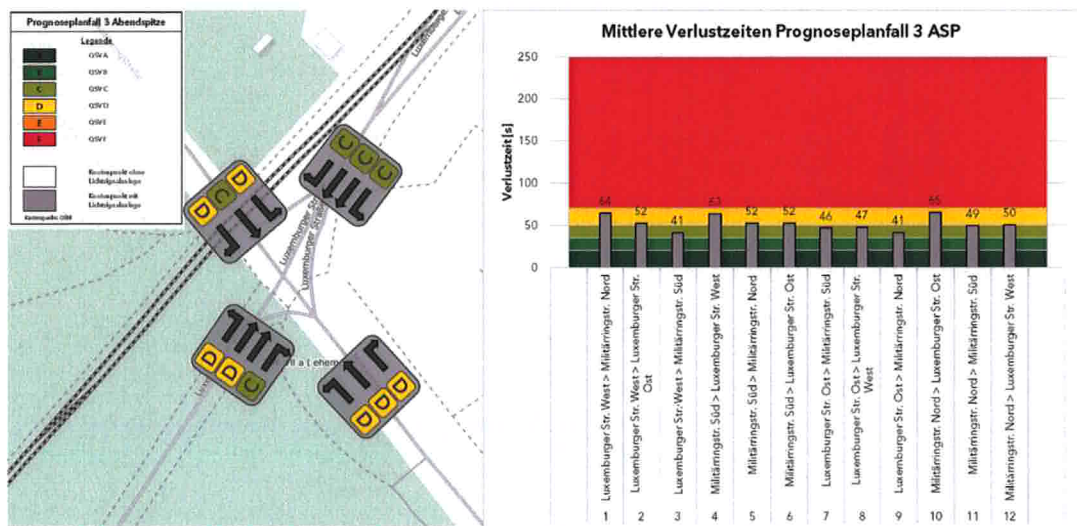 Prognoseplanfall 3 Abendspitze
Legende
QSV A
B
QSV B
C
QSV C
D
QSV D
E
QSV E
F
QSV F
Knotenpunkt ohne
Lichtsignalanlage
Knotenpunkt mit
Lichtsignalanlage
Luxemburger
D
C
D
C
C
C
Luxemburger Str
Luxemburger Straße
D
D
C
D
D
D
Mittlere Verlustzeiten Prognoseplanfall 3 ASP
Verlustzeit [s]
250
200
150
100
50
0
64
52
41
63
52
52
46
47
41
65
49
50
Luxemburger Str. West > Militärringstr. Nord
Luxemburger Str. West > Luxemburger Str.
Ost
Luxemburger Str. West > Militärringstr. Süd
Militärringstr. Süd > Luxemburger Str. West
Militärringstr. Süd > Militärringstr. Nord
Militärringstr. Süd > Luxemburger Str. Ost
Luxemburger Str. Ost > Militärringstr. Süd
Luxemburger Str. Ost > Luxemburger Str.
West
Luxemburger Str. Ost > Militärringstr. Nord
Militärringstr. Nord > Luxemburger Str. Ost
Militärringstr. Nord > Militärringstr. Süd
Militärringstr. Nord > Luxemburger Str. West
1 2 3 4 5 6 7 8 9 10 11 12